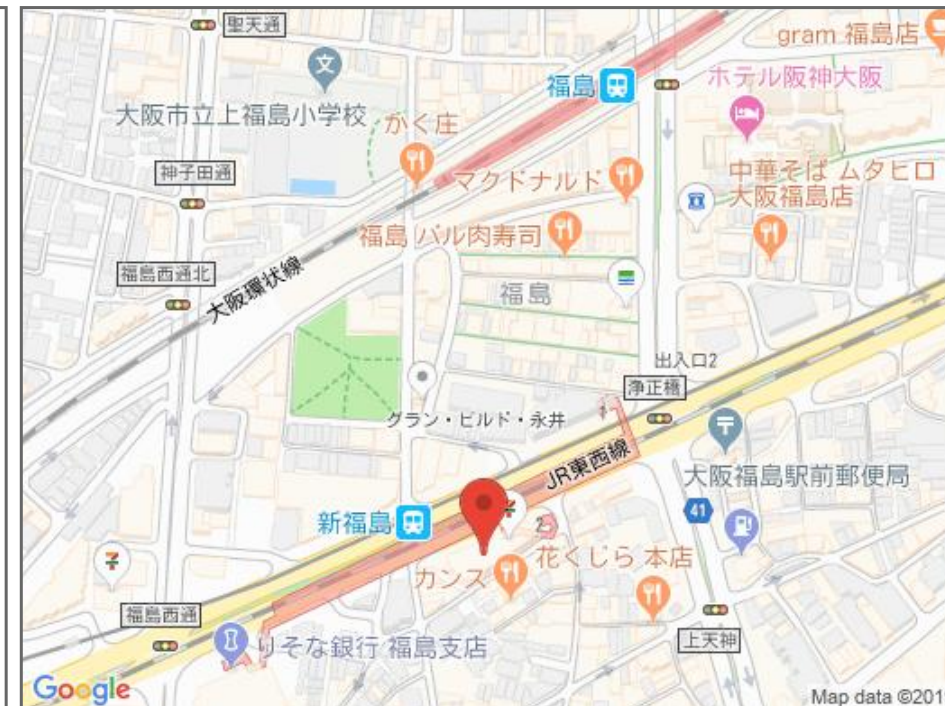 聖天通
gram 福島店
福島
ホテル阪神大阪
大阪市立上福島小学校
かく庄
神子田通
マクドナルド
中華そば ムタヒロ
大阪福島店
福島 バル肉寿司
福島西通北
大阪環状線
福島
出入口2
浄正橋
グラン・ビルド・永井
JR東西線
大阪福島駅前郵便局
41
新福島
2
花くじら 本店
カンス
福島西通
上天神
りそな銀行 福島支店
Google
Map data ©201